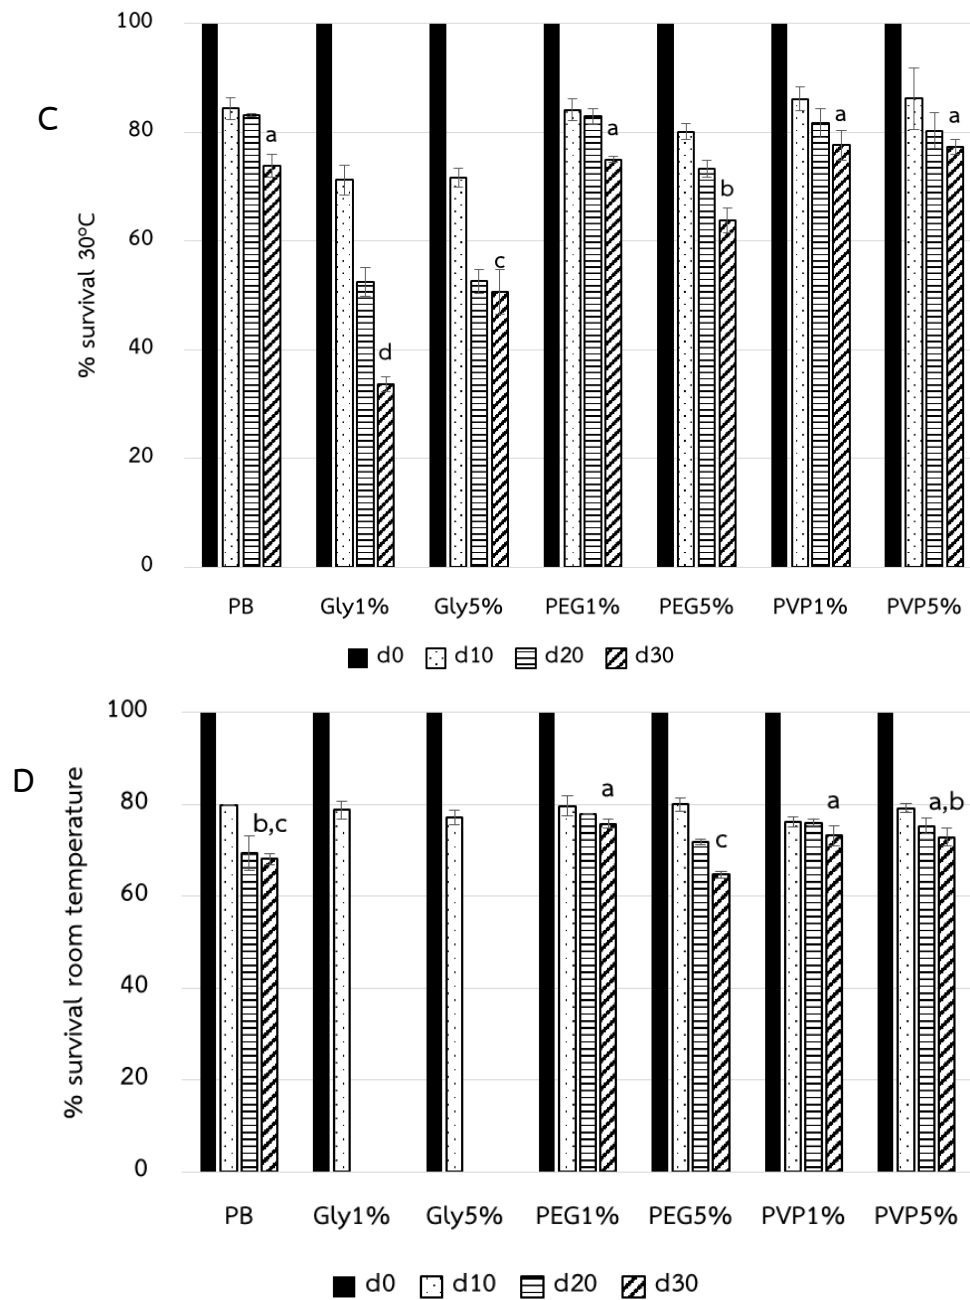 C
% survival 30°C
100
80
60
40
20
0
a
d
c
a
b
a
a
PB Gly1% Gly5% PEG1% PEG5% PVP1% PVP5%
d0 d10 d20 d30
D
% survival room temperature
100
80
60
40
20
0
b,c
a
c
a
a,b
PB Gly1% Gly5% PEG1% PEG5% PVP1% PVP5%
d0 d10 d20 d30